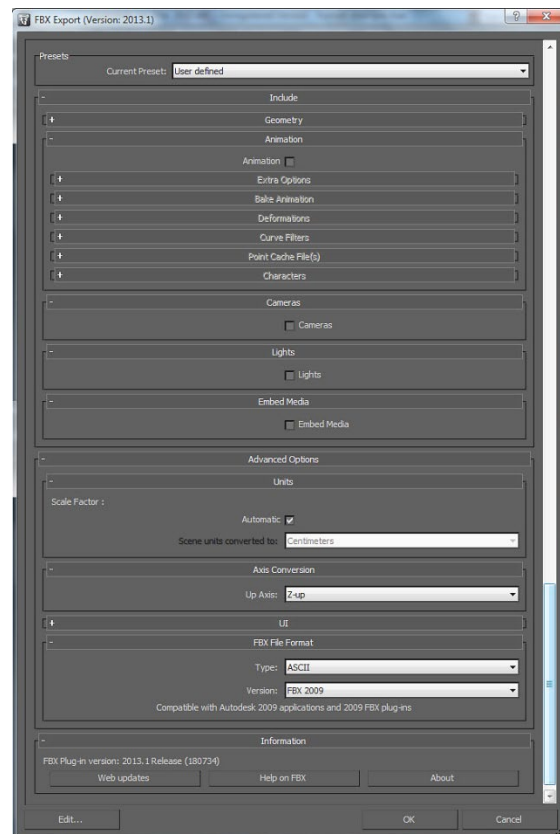 FBX Export (Version: 2013.1)
Presets
Current Preset: User defined
- Include
+ Geometry
- Animation
Animation
+ Extra Options
+ Bake Animation
+ Deformations
+ Curve Filters
+ Point Cache File(s)
+ Characters
- Cameras
Cameras
- Lights
Lights
- Embed Media
Embed Media
- Advanced Options
- Units
Scale Factor :
Automatic
Scene units converted to: Centimeters
- Axis Conversion
Up Axis: Z-up
+ UI
- FBX File Format
Type: ASCII
Version: FBX 2009
Compatible with Autodesk 2009 applications and 2009 FBX plug-ins
- Information
FBX Plug-in version: 2013.1 Release (180734)
Web updates Help on FBX About
Edit... OK Cancel